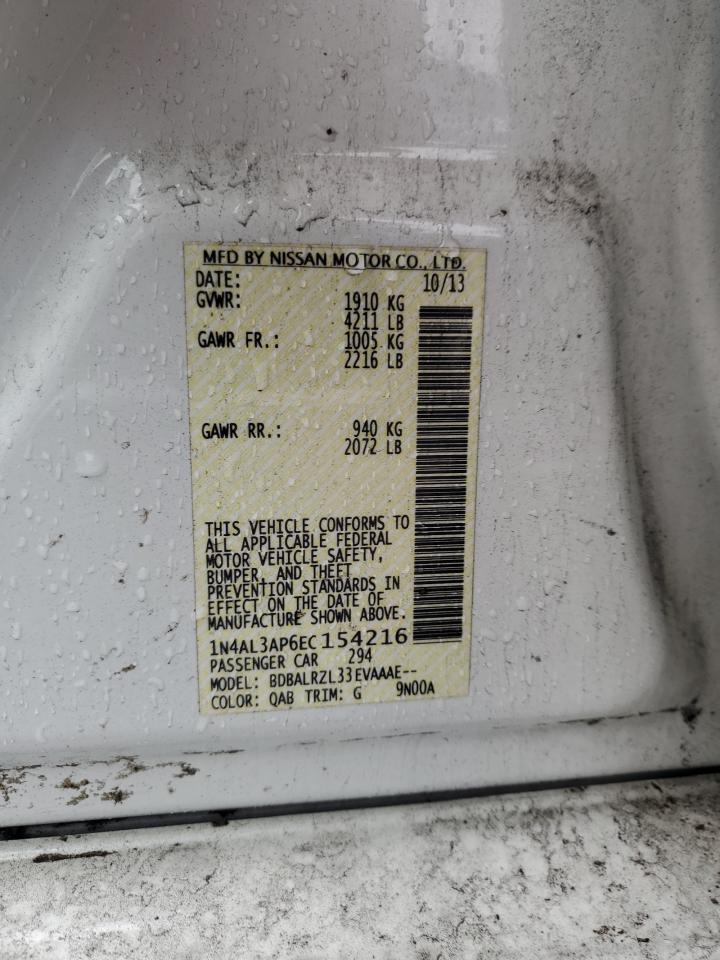 MFD BY NISSAN MOTOR CO., LTD.
DATE: 10/13
GVWR: 1910 KG
4211 LB
GAWR FR.: 1005 KG
2216 LB
GAWR RR.: 940 KG
2072 LB
THIS VEHICLE CONFORMS TO
ALL APPLICABLE FEDERAL
MOTOR VEHICLE SAFETY,
BUMPER, AND THEFT
PREVENTION STANDARDS IN
EFFECT ON THE DATE OF
MANUFACTURE SHOWN ABOVE.
1N4AL3AP6EC154216
PASSENGER CAR 294
MODEL: BDBALRZL33EVAAAE--
COLOR: QAB TRIM: G 9N00A